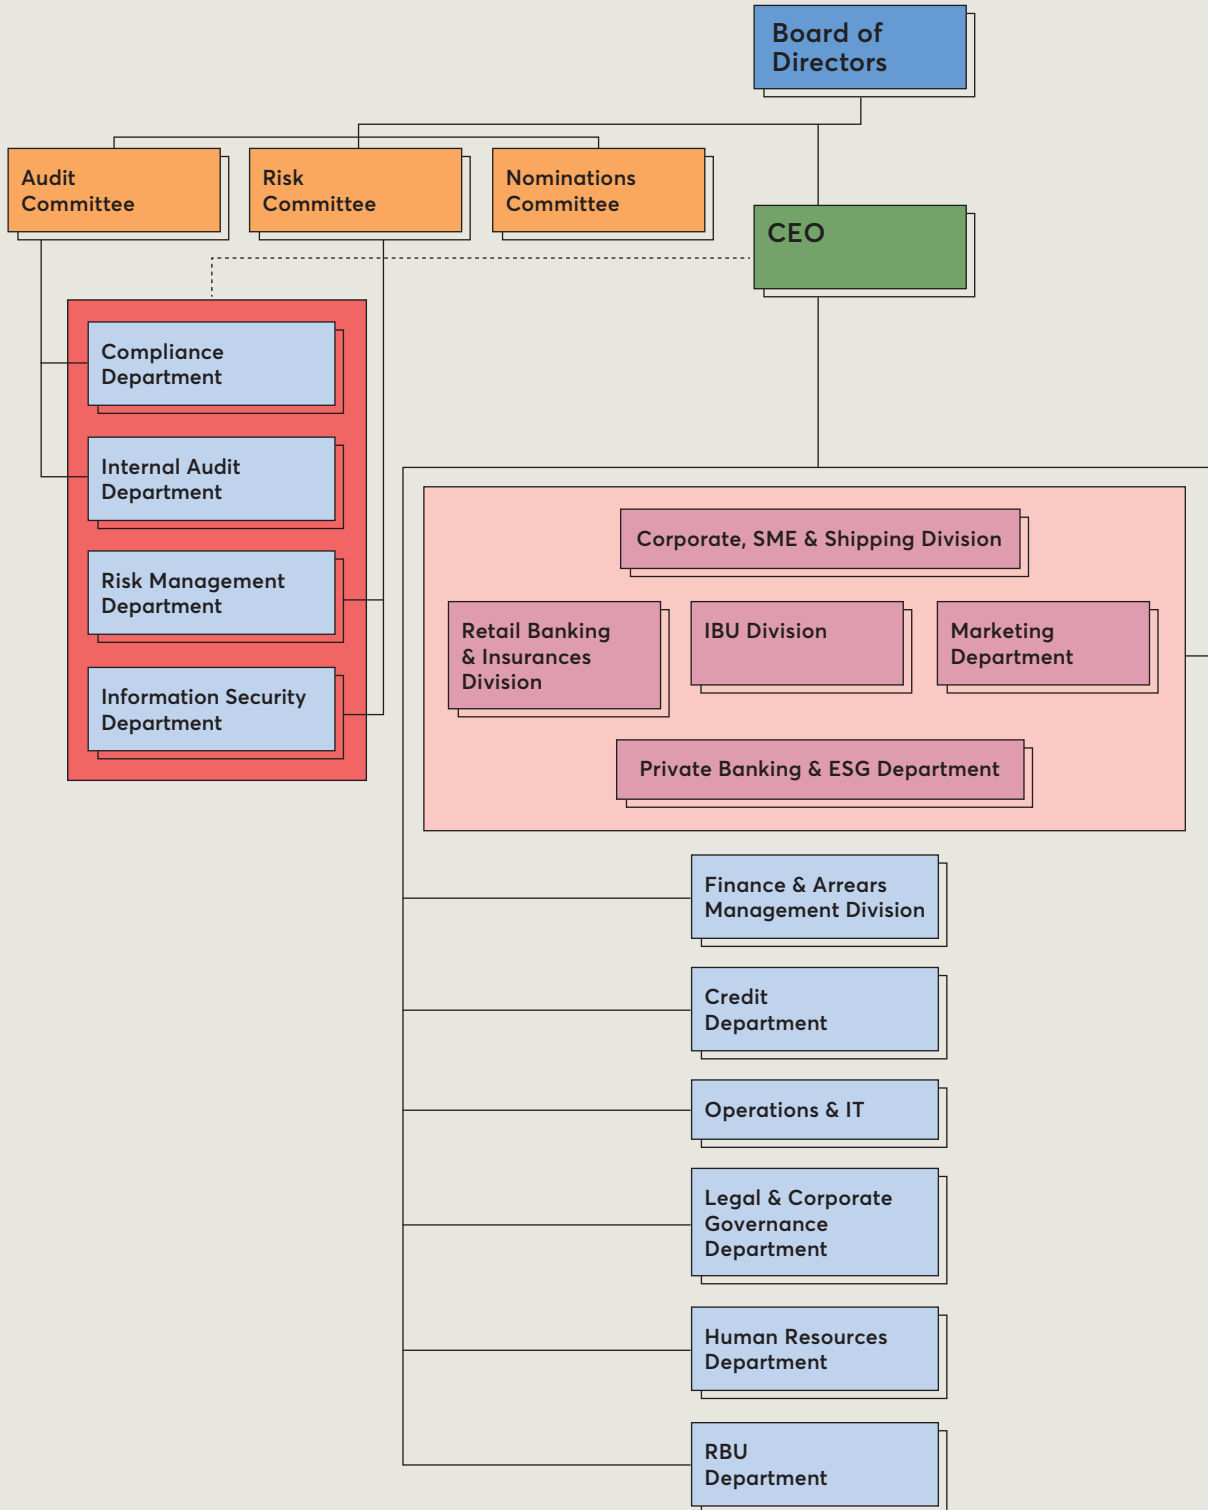 Board of
Directors
Audit
Committee
Risk
Committee
Nominations
Committee
CEO
Compliance
Department
Internal Audit
Department
Risk Management
Department
Information Security
Department
Corporate, SME & Shipping Division
Retail Banking
& Insurances
Division
IBU Division
Marketing
Department
Private Banking & ESG Department
Finance & Arrears
Management Division
Credit
Department
Operations & IT
Legal & Corporate
Governance
Department
Human Resources
Department
RBU
Department